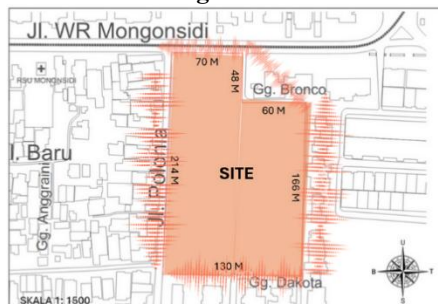 Jl. WR Mongonsidi
70 M
48 M
RSU MONGONSIDI
Gg. Bronco
60 M
l. Baru
Gg. Anggraini
Jl. Polonia
214 M
SITE
166 M
130 M
Gg. Dakota
U
B
T
SKALA 1: 1500